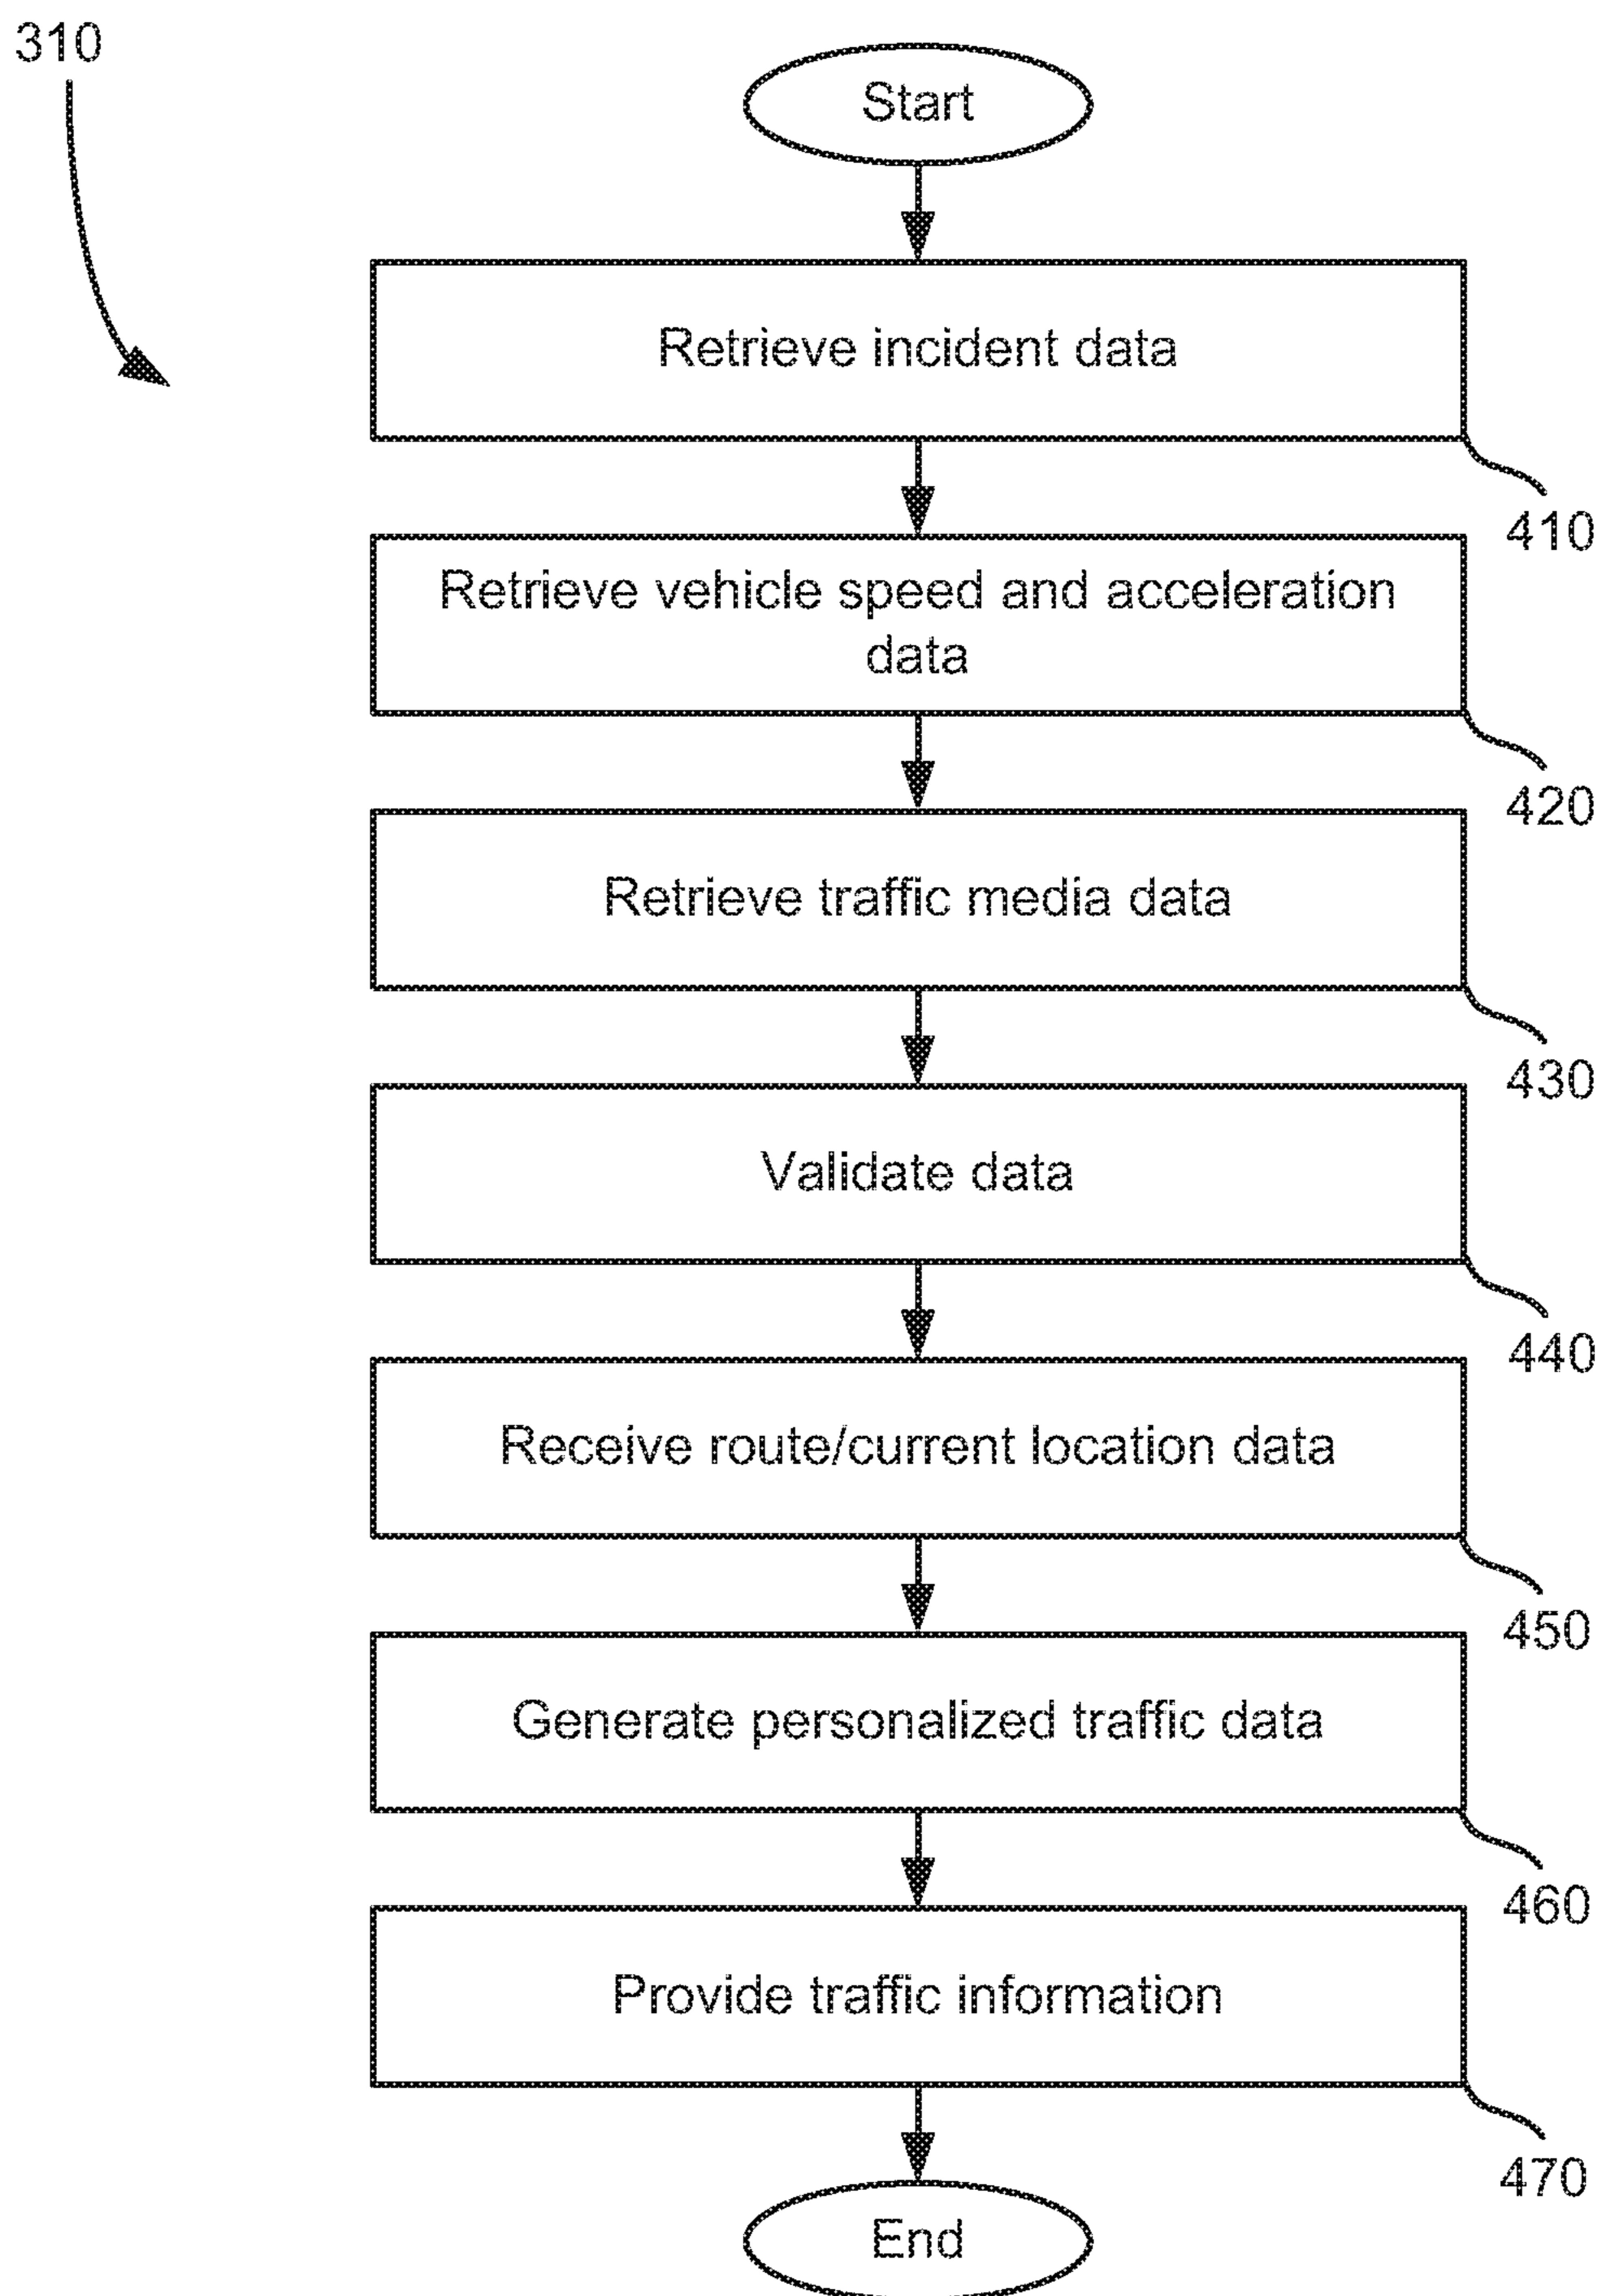 310
Start
Retrieve incident data
410
Retrieve vehicle speed and acceleration
data
420
Retrieve traffic media data
430
Validate data
440
Receive route/current location data
450
Generate personalized traffic data
460
Provide traffic information
470
End